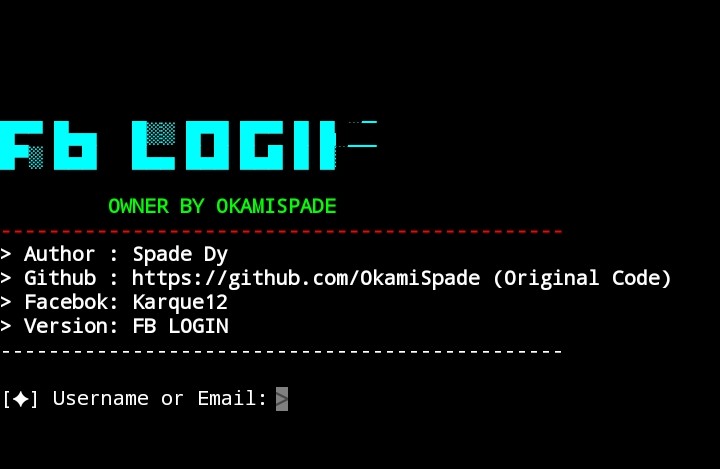 Fb LOGIN
OWNER BY OKAMISPADE
-----------------------------------------------
> Author : Spade Dy
> Github : https://github.com/OkamiSpade (Original Code)
> Facebok: Karque12
> Version: FB LOGIN
-----------------------------------------------
[✦] Username or Email: >